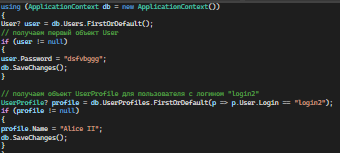 using (ApplicationContext db = new ApplicationContext())
{
User? user = db.Users.FirstOrDefault();
// получаем первый объект User
if (user != null)
{
user.Password = "dsfvbggg";
db.SaveChanges();
}

// получаем объект UserProfile для пользователя с логином "login2"
UserProfile? profile = db.UserProfiles.FirstOrDefault(p => p.User.Login == "login2");
if (profile != null)
{
profile.Name = "Alice II";
db.SaveChanges();
}
}